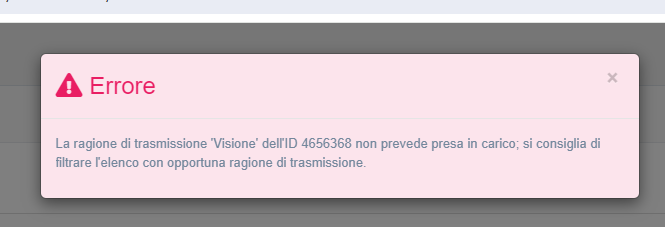 Errore
×
La ragione di trasmissione 'Visione' dell'ID 4656368 non prevede presa in carico; si consiglia di
filtrare l'elenco con opportuna ragione di trasmissione.